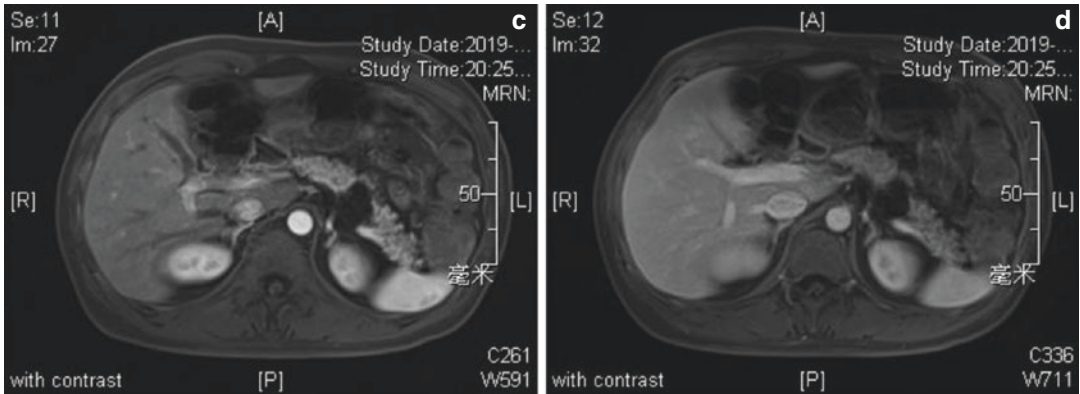 Se:11
Im:27
[A]
c
Study Date:2019-...
Study Time:20:25...
MRN:
[R]
50
[L]
毫米
C261
W591
with contrast
[P]
Se:12
Im:32
[A]
d
Study Date:2019-...
Study Time:20:25...
MRN:
[R]
50
[L]
毫米
C336
W711
with contrast
[P]